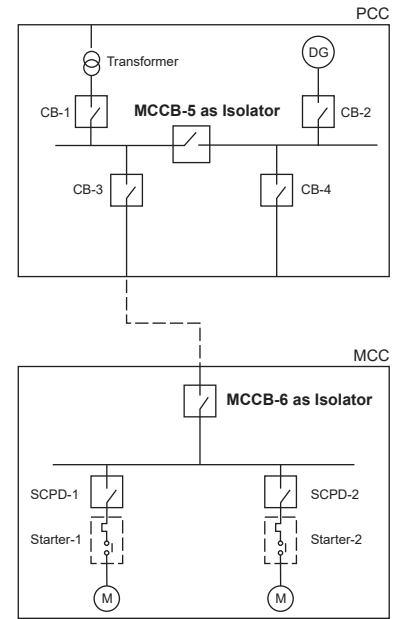 PCC
Transformer
DG
CB-1
MCCB-5 as Isolator
CB-2
CB-3
CB-4
MCC
MCCB-6 as Isolator
SCPD-1
SCPD-2
Starter-1
Starter-2
M
M